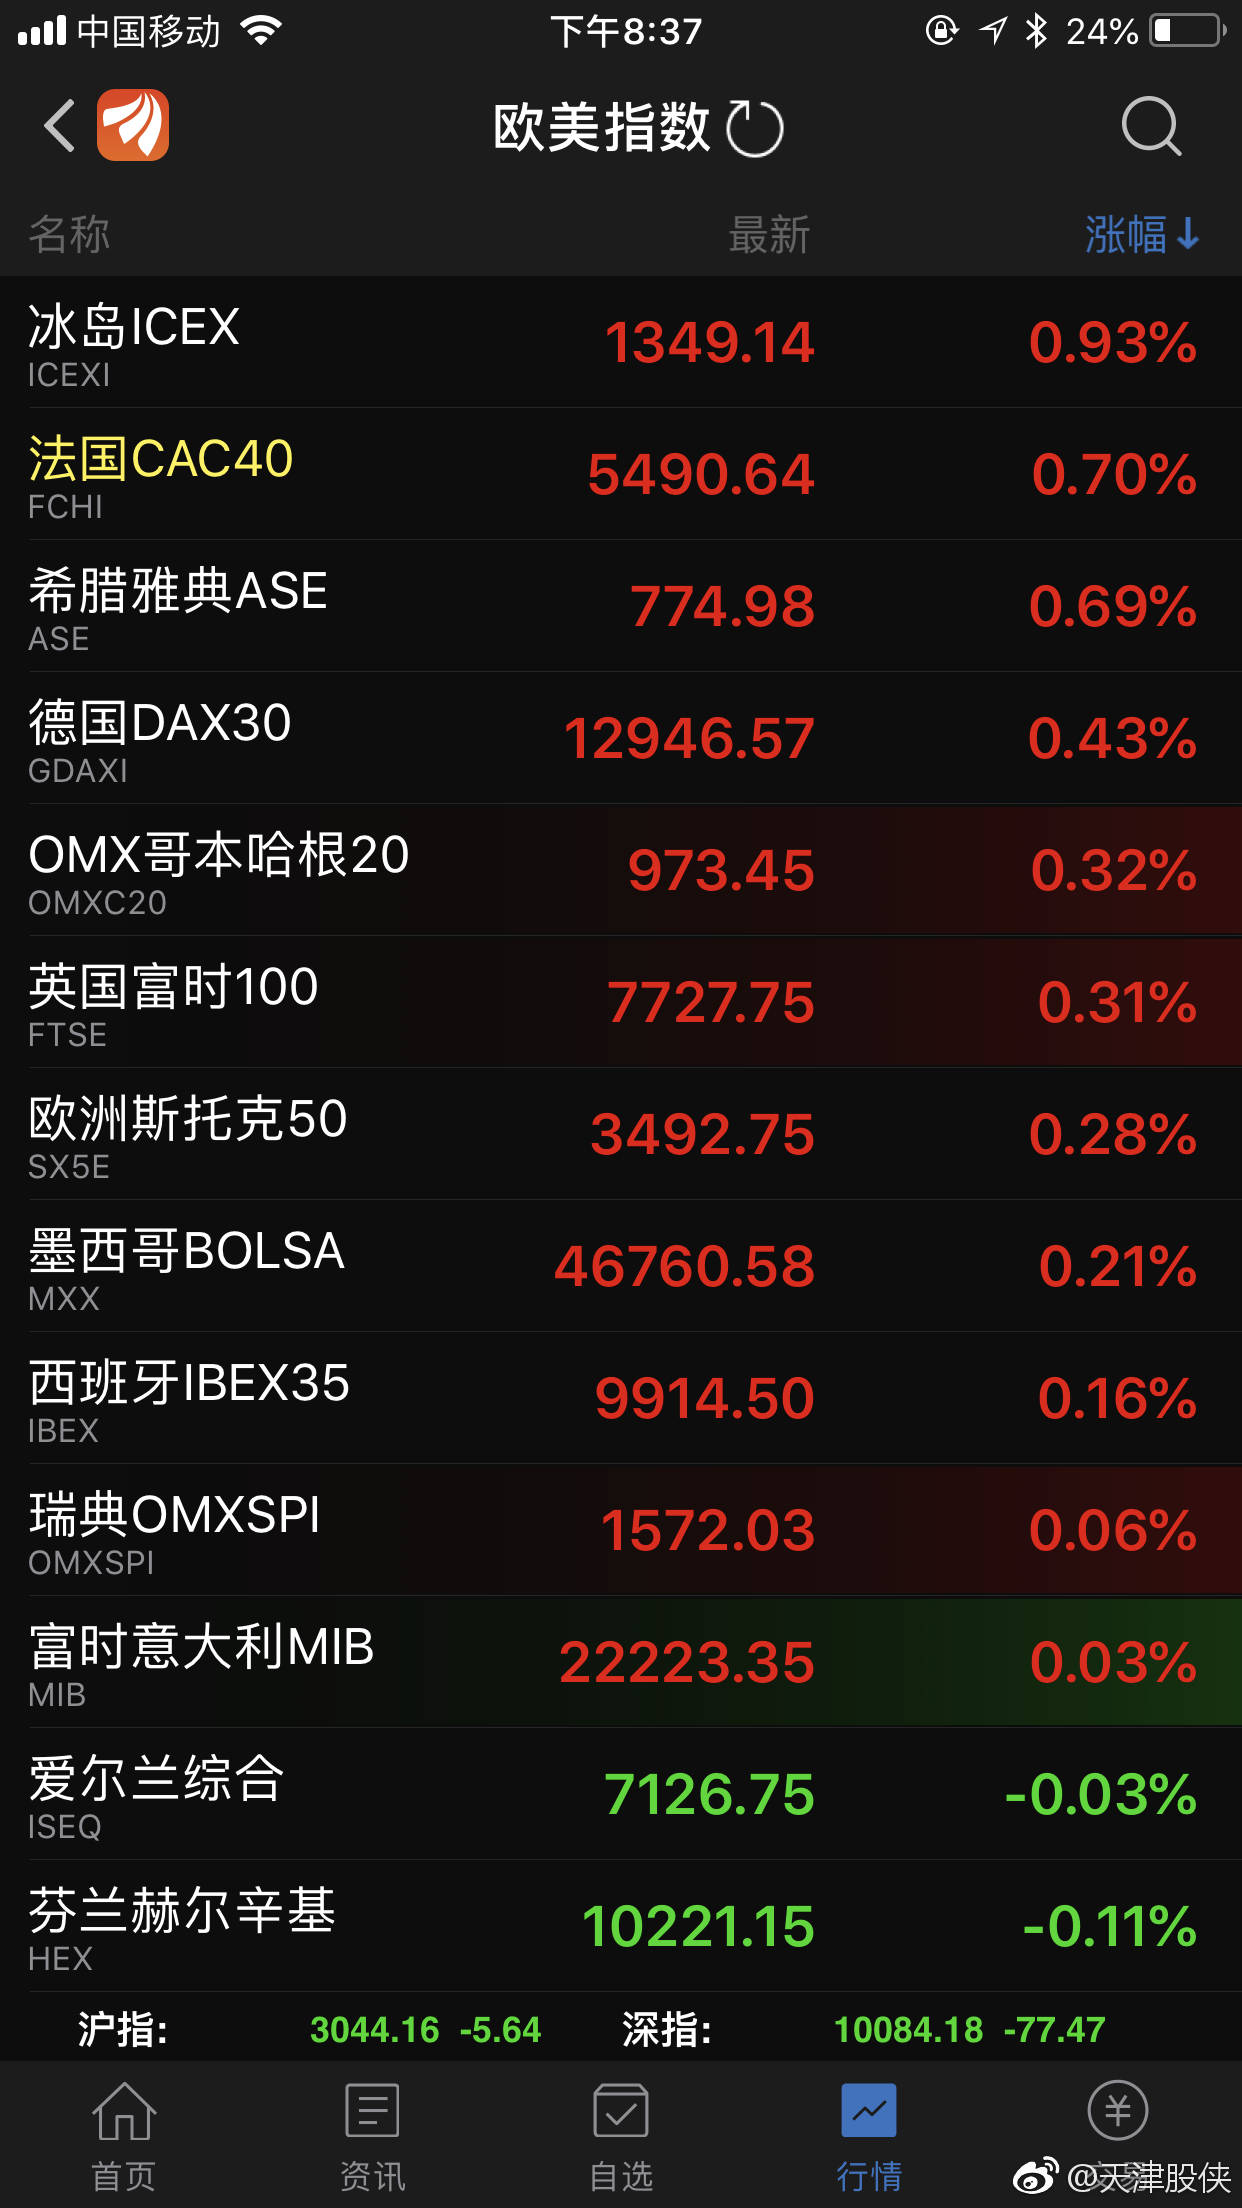 中国移动 下午8:37 24%
欧美指数
名称 最新 涨幅↓
冰岛ICEX 1349.14 0.93%
ICEXI
法国CAC40 5490.64 0.70%
FCHI
希腊雅典ASE 774.98 0.69%
ASE
德国DAX30 12946.57 0.43%
GDAXI
OMX哥本哈根20 973.45 0.32%
OMXC20
英国富时100 7727.75 0.31%
FTSE
欧洲斯托克50 3492.75 0.28%
SX5E
墨西哥BOLSA 46760.58 0.21%
MXX
西班牙IBEX35 9914.50 0.16%
IBEX
瑞典OMXSPI 1572.03 0.06%
OMXSPI
富时意大利MIB 22223.35 0.03%
MIB
爱尔兰综合 7126.75 -0.03%
ISEQ
芬兰赫尔辛基 10221.15 -0.11%
HEX
沪指: 3044.16 -5.64 深指: 10084.18 -77.47
首页 资讯 自选 行情 交易
@天津股侠